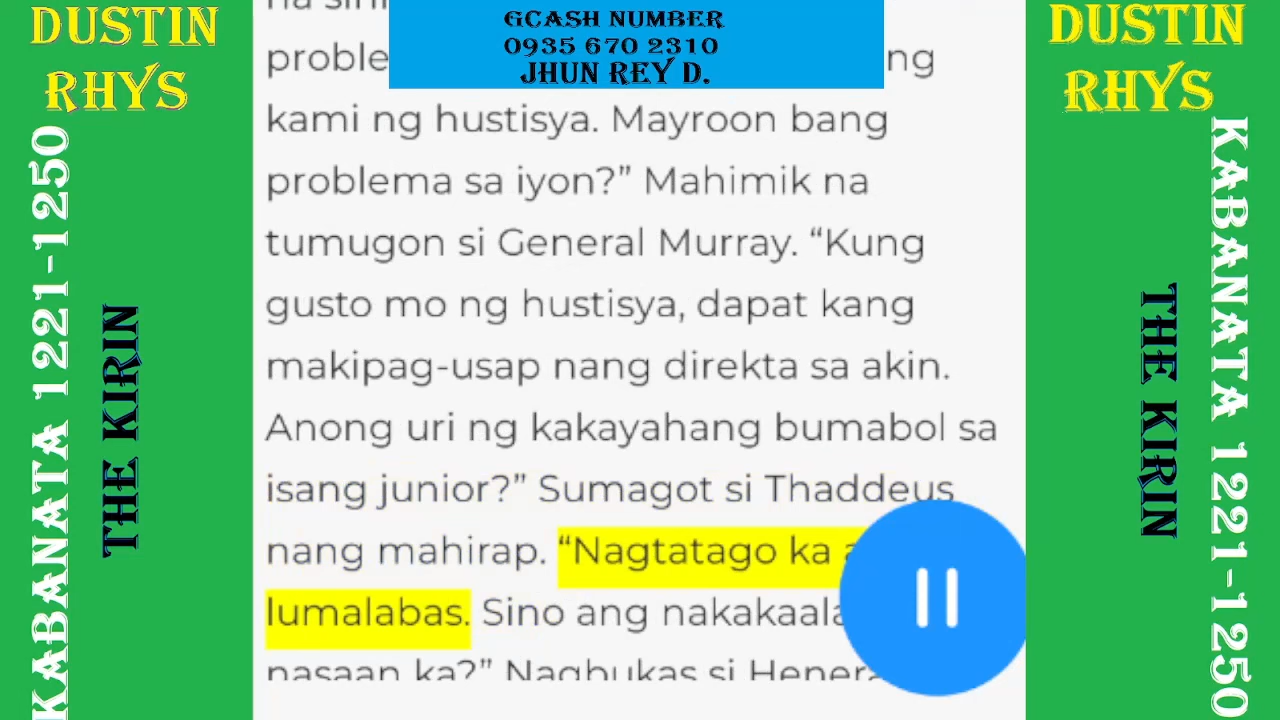 DUSTIN
RHYS
KABANATA 1221-1250
THE KIRIN
GCASH NUMBER
0935 670 2310
JHUN REY D.
kami ng hustisya. Mayroon bang
problema sa iyon?” Mahimik na
tumugon si General Murray. “Kung
gusto mo ng hustisya, dapat kang
makipag-usap nang direkta sa akin.
Anong uri ng kakayahang bumabol sa
isang junior?” Sumagot si Thaddeus
nang mahirap. “Nagtatago ka
lumalabas. Sino ang
nasaan ka?” Nagbukas si
DUSTIN
RHYS
KABANATA 1221-1250
THE KIRIN